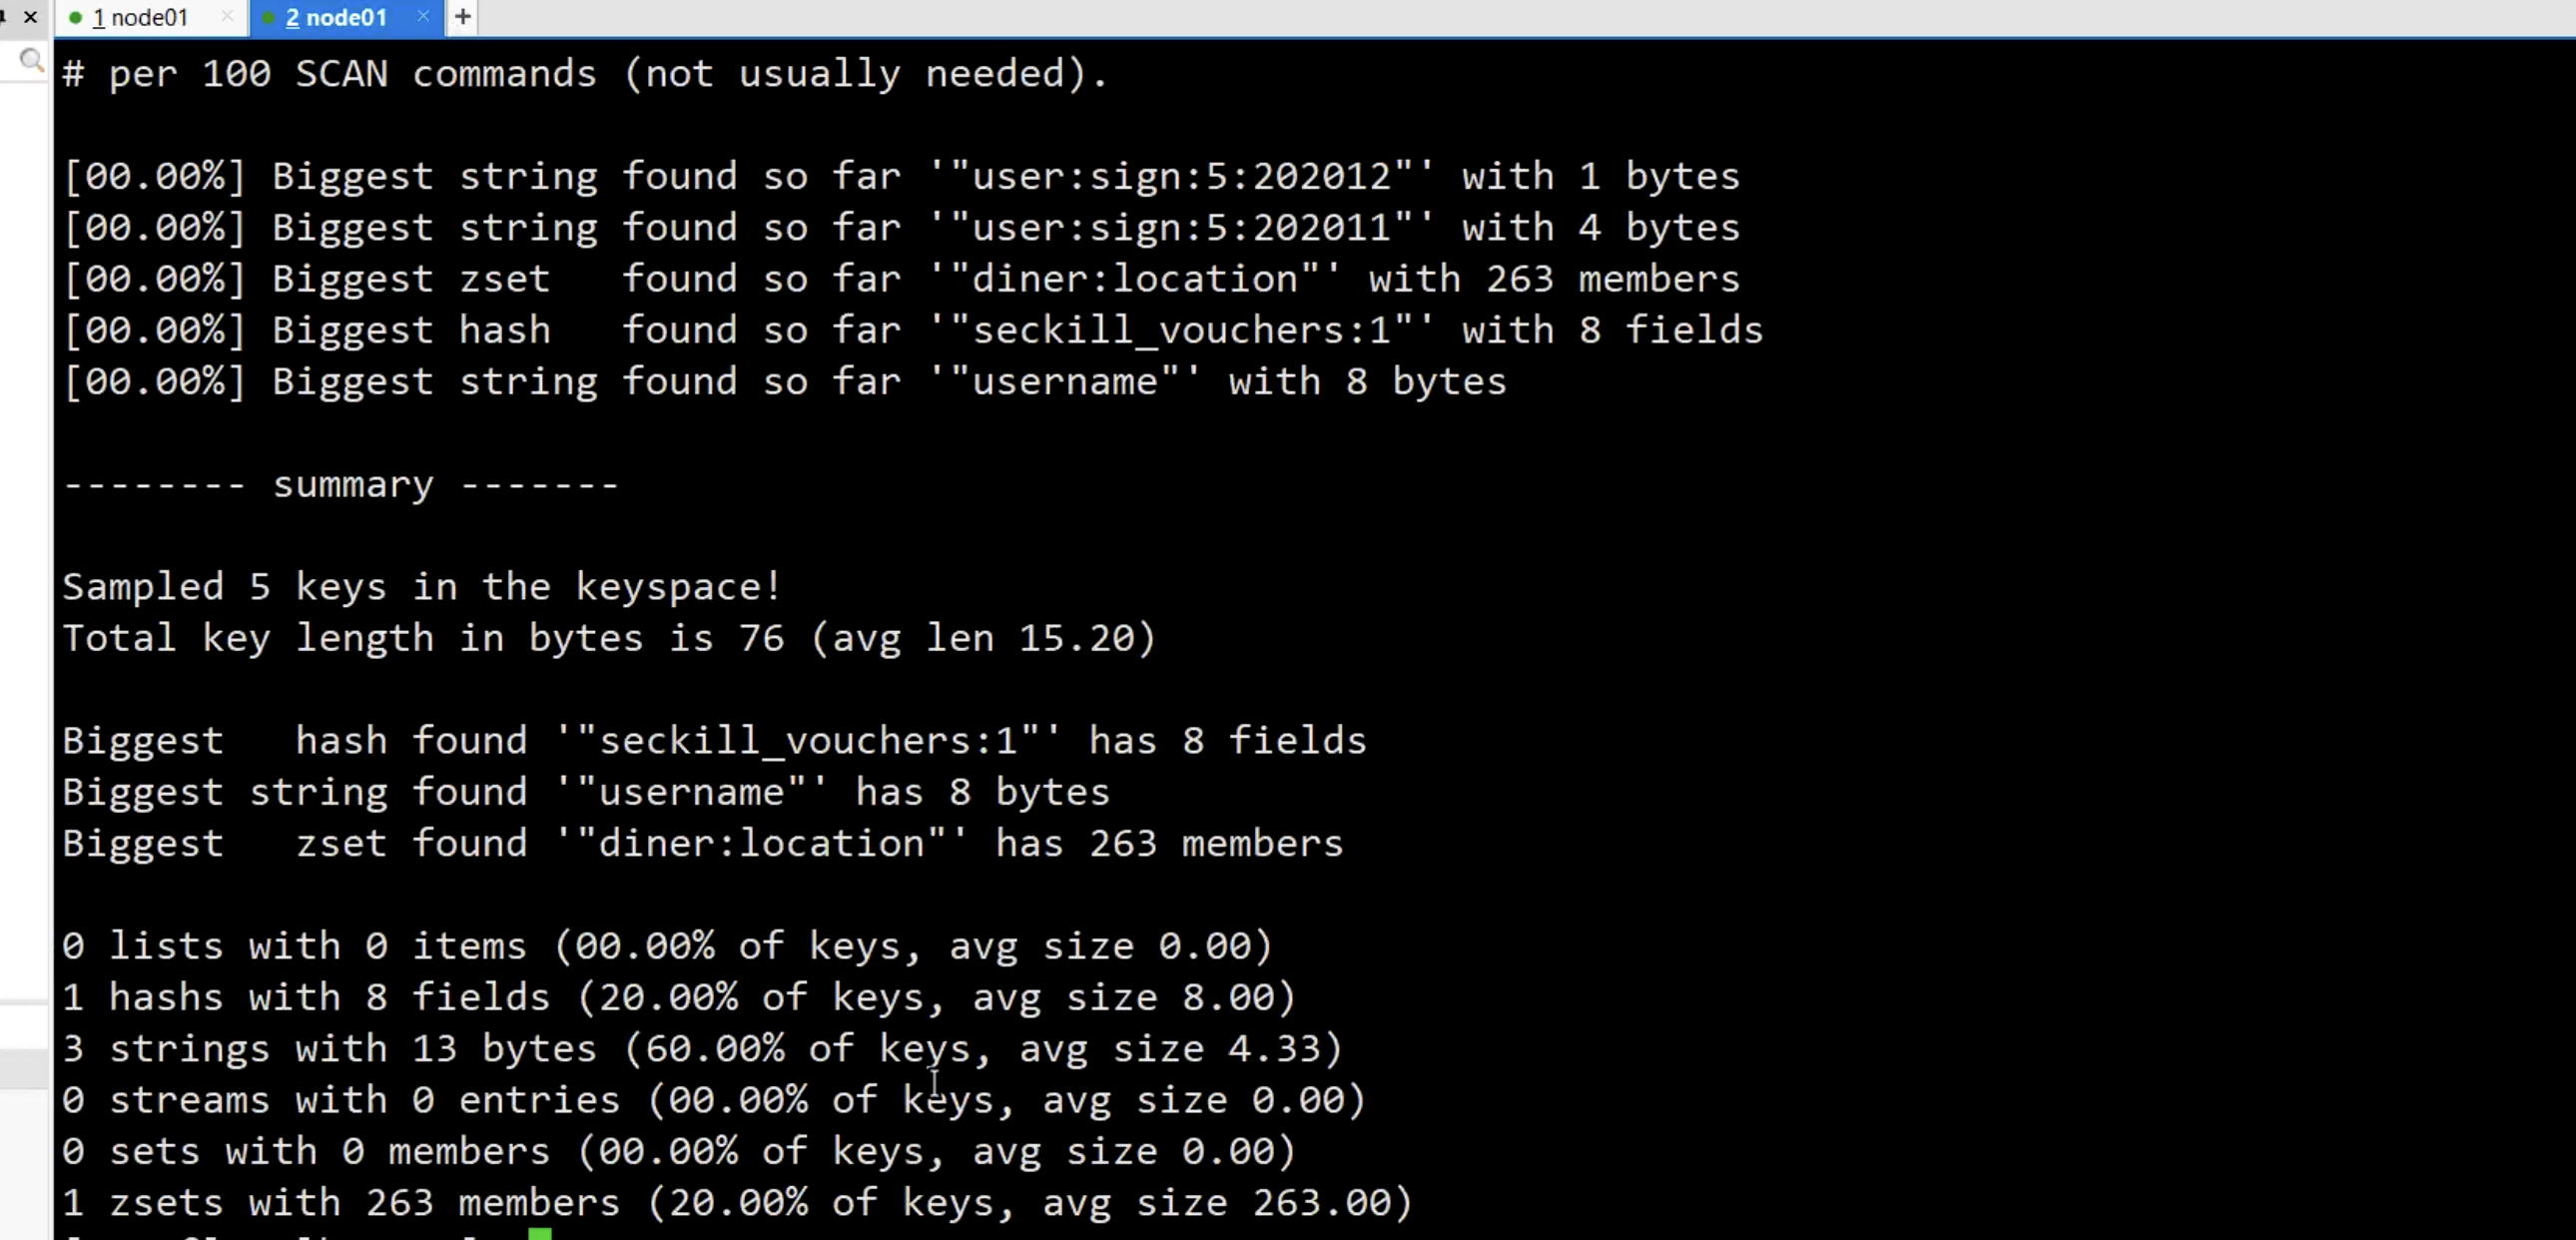 1 node01
2 node01
# per 100 SCAN commands (not usually needed).
[00.00%] Biggest string found so far '"user:sign:5:202012"' with 1 bytes
[00.00%] Biggest string found so far '"user:sign:5:202011"' with 4 bytes
[00.00%] Biggest zset   found so far '"diner:location"' with 263 members
[00.00%] Biggest hash   found so far '"seckill_vouchers:1"' with 8 fields
[00.00%] Biggest string found so far '"username"' with 8 bytes
-------- summary -------
Sampled 5 keys in the keyspace!
Total key length in bytes is 76 (avg len 15.20)
Biggest   hash found '"seckill_vouchers:1"' has 8 fields
Biggest string found '"username"' has 8 bytes
Biggest   zset found '"diner:location"' has 263 members
0 lists with 0 items (00.00% of keys, avg size 0.00)
1 hashs with 8 fields (20.00% of keys, avg size 8.00)
3 strings with 13 bytes (60.00% of keys, avg size 4.33)
0 streams with 0 entries (00.00% of keys, avg size 0.00)
0 sets with 0 members (00.00% of keys, avg size 0.00)
1 zsets with 263 members (20.00% of keys, avg size 263.00)